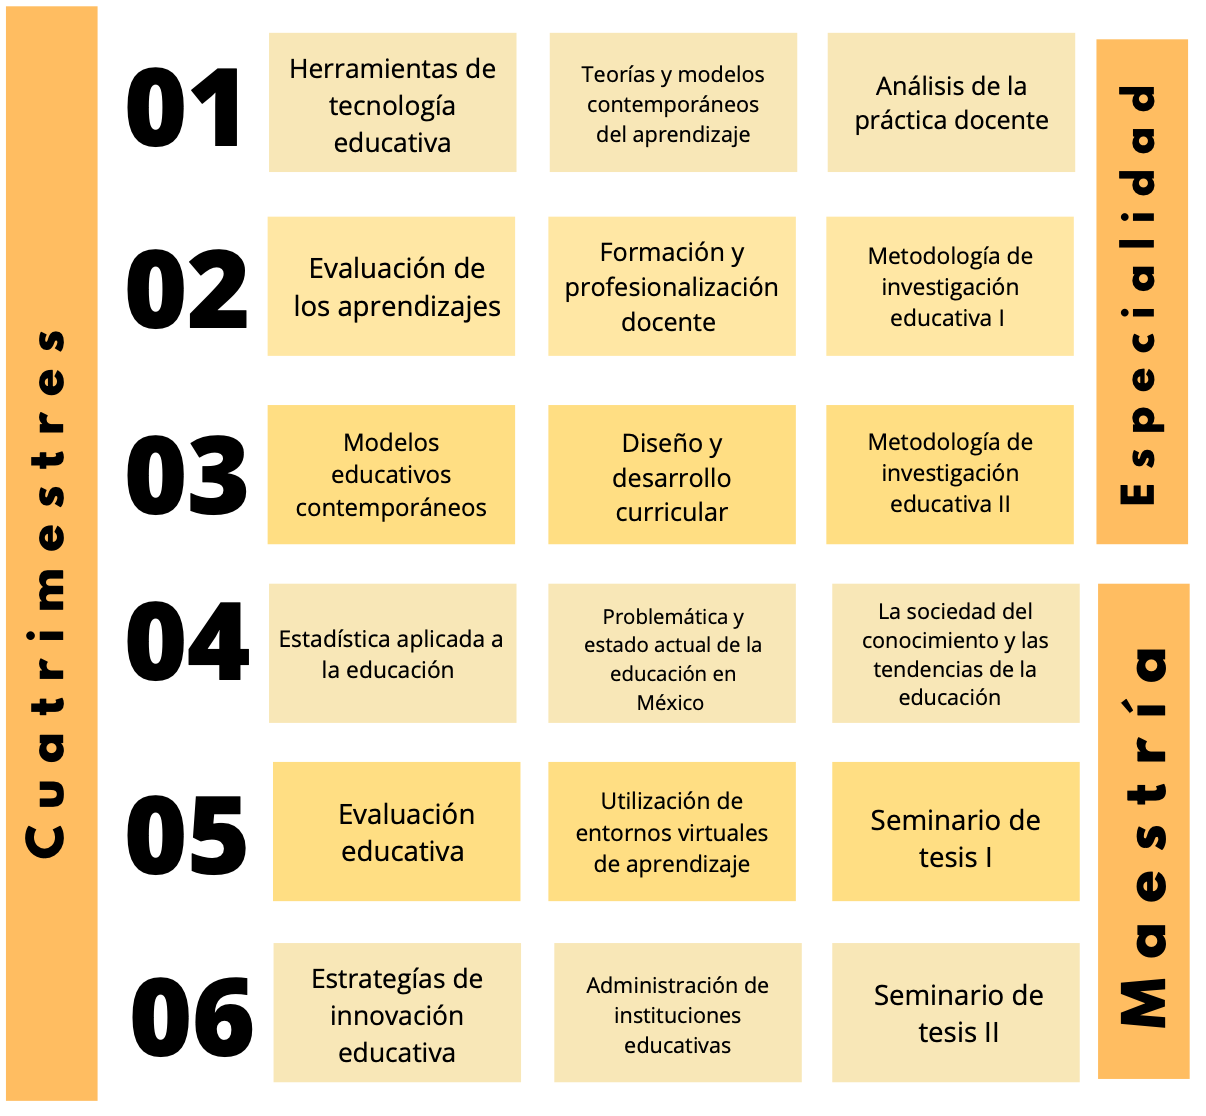 Cuatrimestres
01
Herramientas de
tecnología
educativa
Teorías y modelos
contemporáneos
del aprendizaje
Análisis de la
práctica docente
Especialidad
02
Evaluación de
los aprendizajes
Formación y
profesionalización
docente
Metodología de
investigación
educativa I
03
Modelos
educativos
contemporáneos
Diseño y
desarrollo
curricular
Metodología de
investigación
educativa II
04
Estadística aplicada a
la educación
Problemática y
estado actual de la
educación en
México
La sociedad del
conocimiento y las
tendencias de la
educación
Maestría
05
Evaluación
educativa
Utilización de
entornos virtuales
de aprendizaje
Seminario de
tesis I
06
Estrategías de
innovación
educativa
Administración de
instituciones
educativas
Seminario de
tesis II